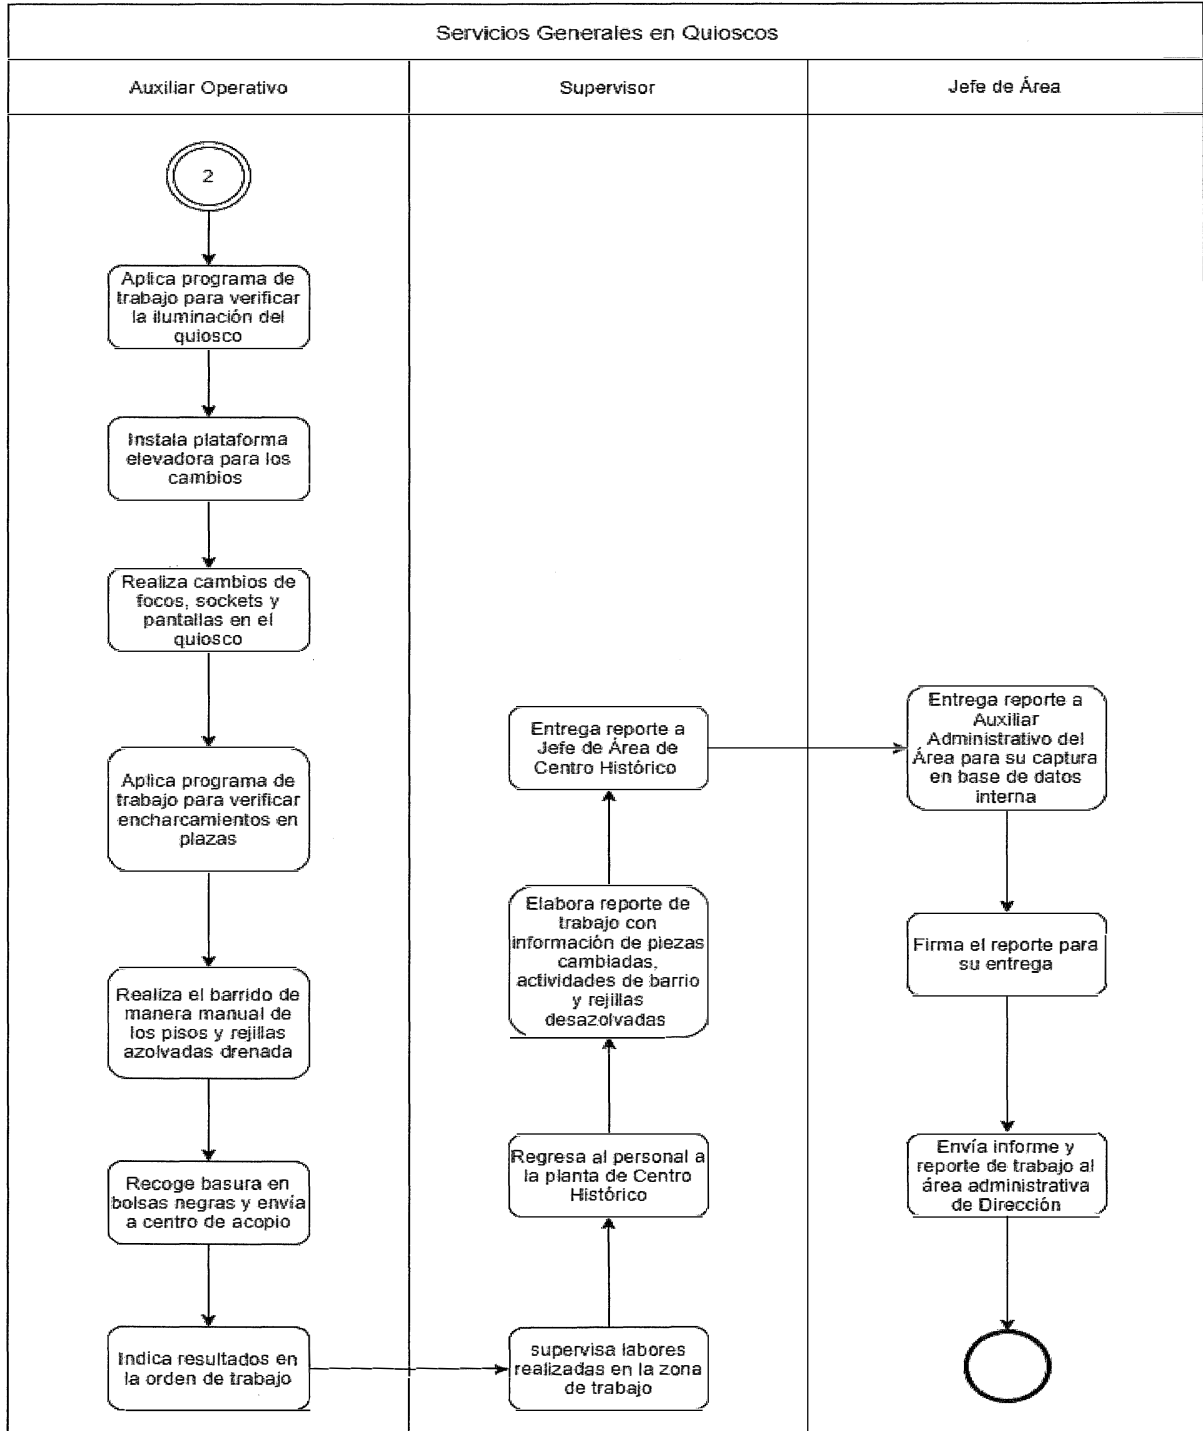 Servicios Generales en Quioscos
Auxiliar Operativo
Supervisor
Jefe de Área
2
Aplica programa de
trabajo para verificar
la iluminación del
quiosco
Instala plataforma
elevadora para los
cambios
Realiza cambios de
focos, sockets y
pantallas en el
quiosco
Aplica programa de
trabajo para verificar
encharcamientos en
plazas
Realiza el barrido de
manera manual de
los pisos y rejillas
azolvadas drenada
Recoge basura en
bolsas negras y envía
a centro de acopio
Indica resultados en
la orden de trabajo
supervisa labores
realizadas en la zona
de trabajo
Regresa al personal a
la planta de Centro
Histórico
Elabora reporte de
trabajo con
información de piezas
cambiadas,
actividades de barrio
y rejillas
desazolvadas
Entrega reporte a
Jefe de Área de
Centro Histórico
Entrega reporte a
Auxiliar
Administrativo del
Área para su captura
en base de datos
interna
Firma el reporte para
su entrega
Envía informe y
reporte de trabajo al
área administrativa
de Dirección